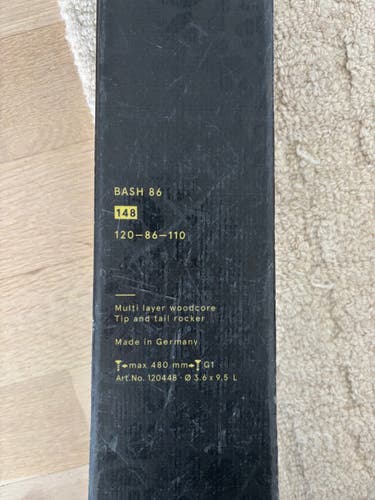 BASH 86
148
120–86–110
Multi layer woodcore
Tip and tail rocker
Made in Germany
max. 480 mm G1
Art.No. 120448 · Ø 3.6 x 9.5 L